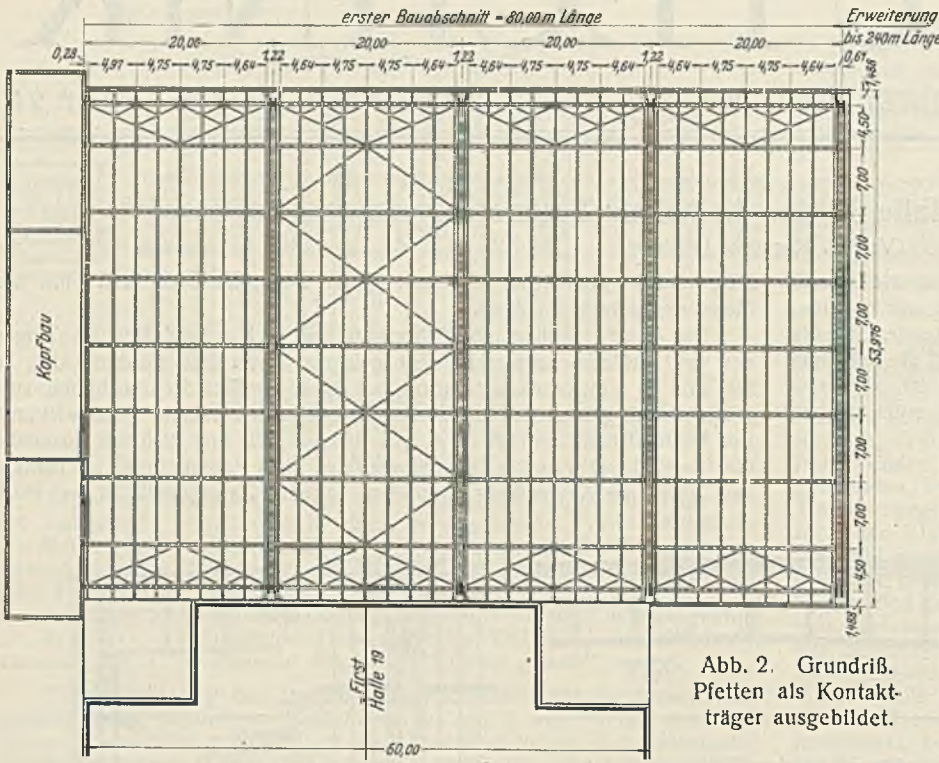 erster Bauabschnitt = 80,00 m Länge
Erweiterung
bis 240 m Länge
20,00 20,00 20,00 20,00
0,28 1,22 1,22 1,22 0,61
4,97 4,75 4,75 4,64 4,64 4,75 4,75 4,64 4,64 4,75 4,75 4,64 4,64 4,75 4,75 4,64
1,488
4,50
7,00
7,00
7,00
7,00
7,00
7,00
4,50
1,488
53,976
Kopfbau
First
Halle 19
60,00
Abb. 2. Grundriß.
Pfetten als Kontakt-
träger ausgebildet.